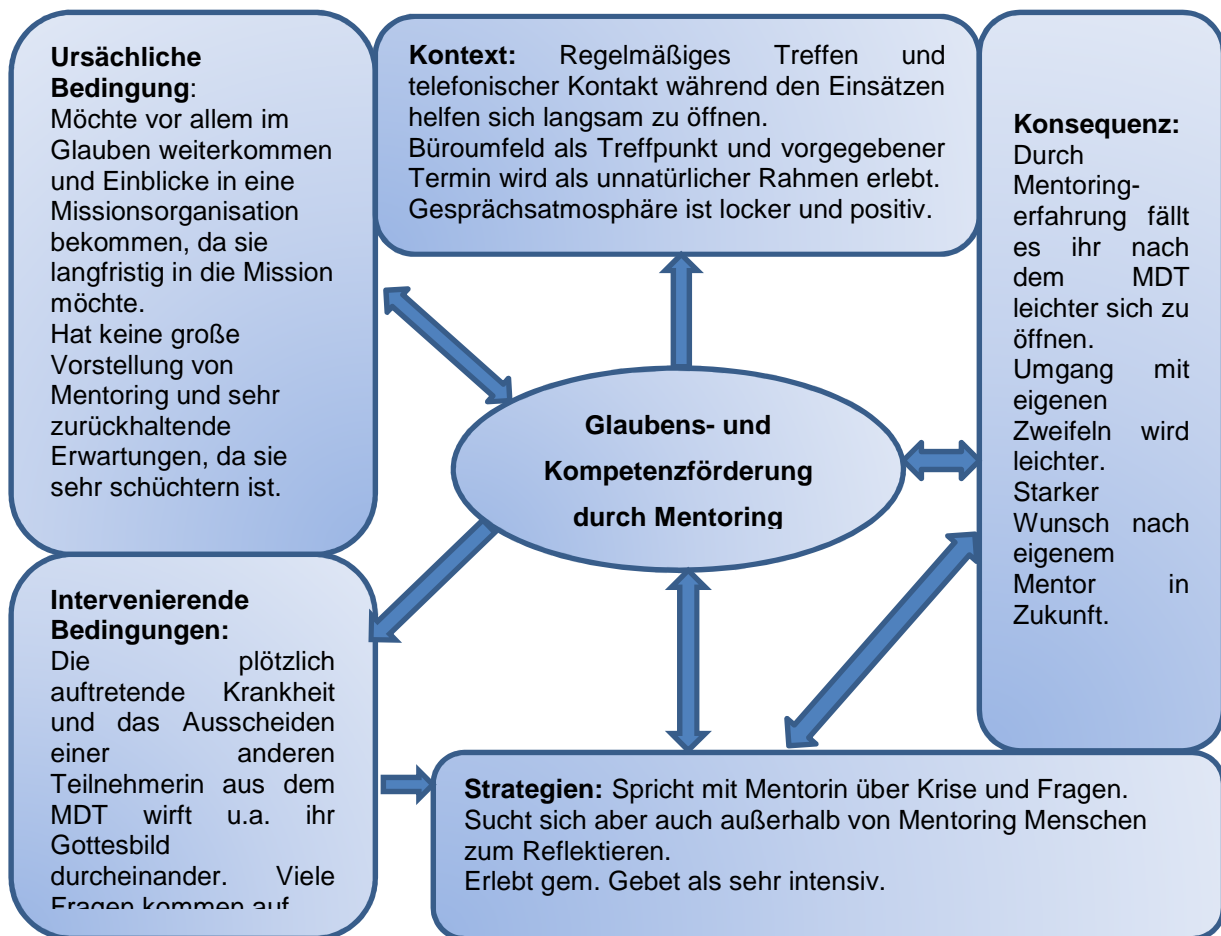 Ursächliche
Bedingung:
Möchte vor allem im
Glauben weiterkommen
und Einblicke in eine
Missionsorganisation
bekommen, da sie
langfristig in die Mission
möchte.
Hat keine große
Vorstellung von
Mentoring und sehr
zurückhaltende
Erwartungen, da sie
sehr schüchtern ist.
Kontext: Regelmäßiges Treffen und
telefonischer Kontakt während den Einsätzen
helfen sich langsam zu öffnen.
Büroumfeld als Treffpunkt und vorgegebener
Termin wird als unnatürlicher Rahmen erlebt.
Gesprächsatmosphäre ist locker und positiv.
Konsequenz:
Durch
Mentoring-
erfahrung fällt
es ihr nach
dem MDT
leichter sich zu
öffnen.
Umgang mit
eigenen
Zweifeln wird
leichter.
Starker
Wunsch nach
eigenem
Mentor in
Zukunft.
Glaubens- und
Kompetenzförderung
durch Mentoring
Intervenierende
Bedingungen:
Die plötzlich
auftretende Krankheit
und das Ausscheiden
einer anderen
Teilnehmerin aus dem
MDT wirft u.a. ihr
Gottesbild
durcheinander. Viele
Fragen kommen auf
Strategien: Spricht mit Mentorin über Krise und Fragen.
Sucht sich aber auch außerhalb von Mentoring Menschen
zum Reflektieren.
Erlebt gem. Gebet als sehr intensiv.